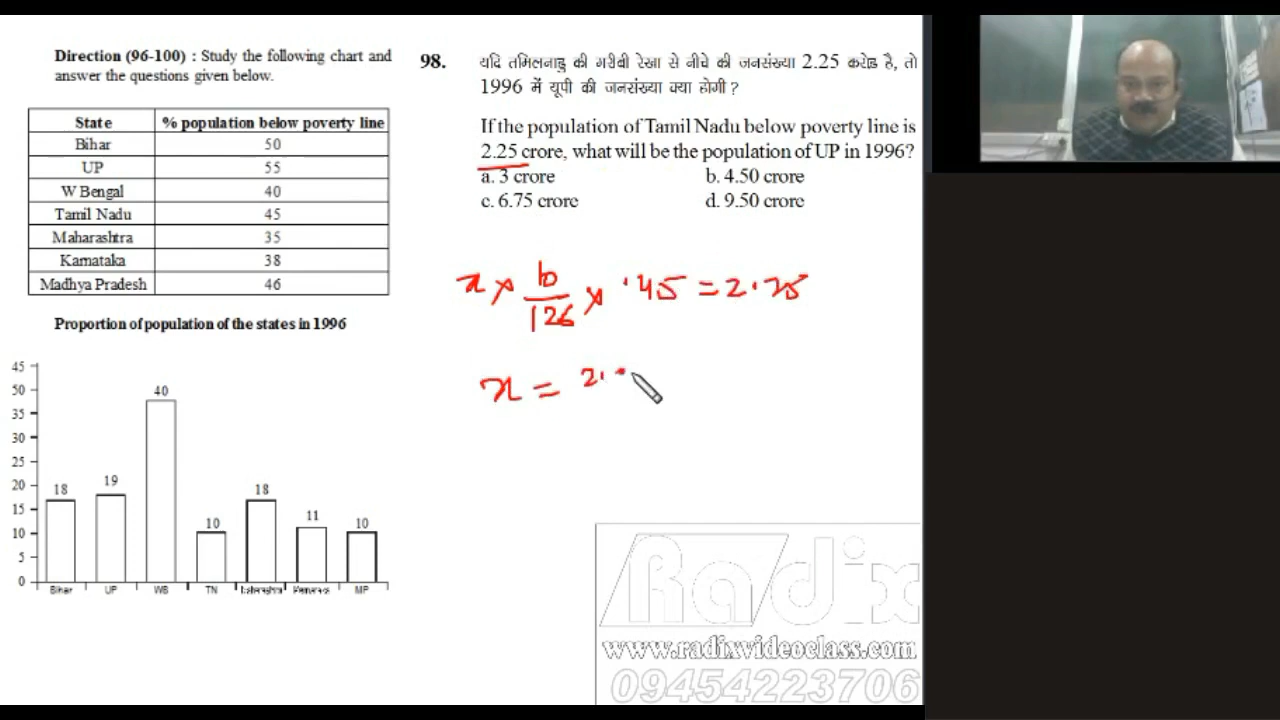 Direction (96-100) : Study the following chart and
answer the questions given below.
State % population below poverty line
Bihar 50
UP 55
W Bengal 40
Tamil Nadu 45
Maharashtra 35
Karnataka 38
Madhya Pradesh 46
Proportion of population of the states in 1996
45
50
35
30
25
20
15
10
5
0
18 19 40 10 18 11 10
Bihar UP WB TN MP
98. यदि तमिलनाडु की गरीबी रेखा से नीचे की जनसंख्या 2.25 करोड है, तो
1996 में यूपी की जनसंख्या क्या होगी ?
If the population of Tamil Nadu below poverty line is
2.25 crore, what will be the population of UP in 1996?
a. 3 crore b. 4.50 crore
c. 6.75 crore d. 9.50 crore
x × 10/126 × .45 = 2.25
x = 2.
Radix
www.radixvideoclass.com
09454223706